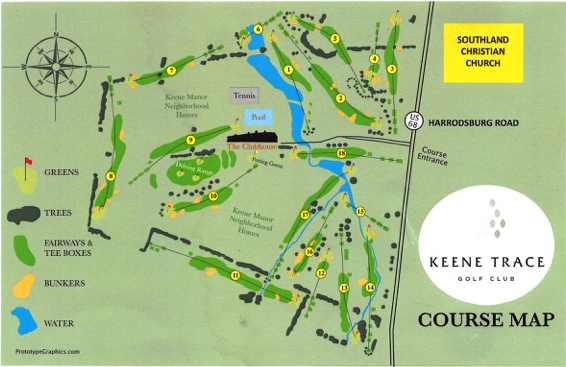 SOUTHLAND
CHRISTIAN
CHURCH
US
68
HARRODSBURG ROAD
Course
Entrance
KEENE TRACE
GOLF CLUB
COURSE MAP
GREENS
TREES
FAIRWAYS &
TEE BOXES
BUNKERS
WATER
PrototypeGraphics.com
Keene Manor
Neighborhood
Homes
Tennis
Pool
The Clubhouse
Putting Green
Driving Range
Keene Manor
Neighborhood
Homes
1
2
3
4
5
6
7
8
9
10
11
12
13
14
15
16
17
18